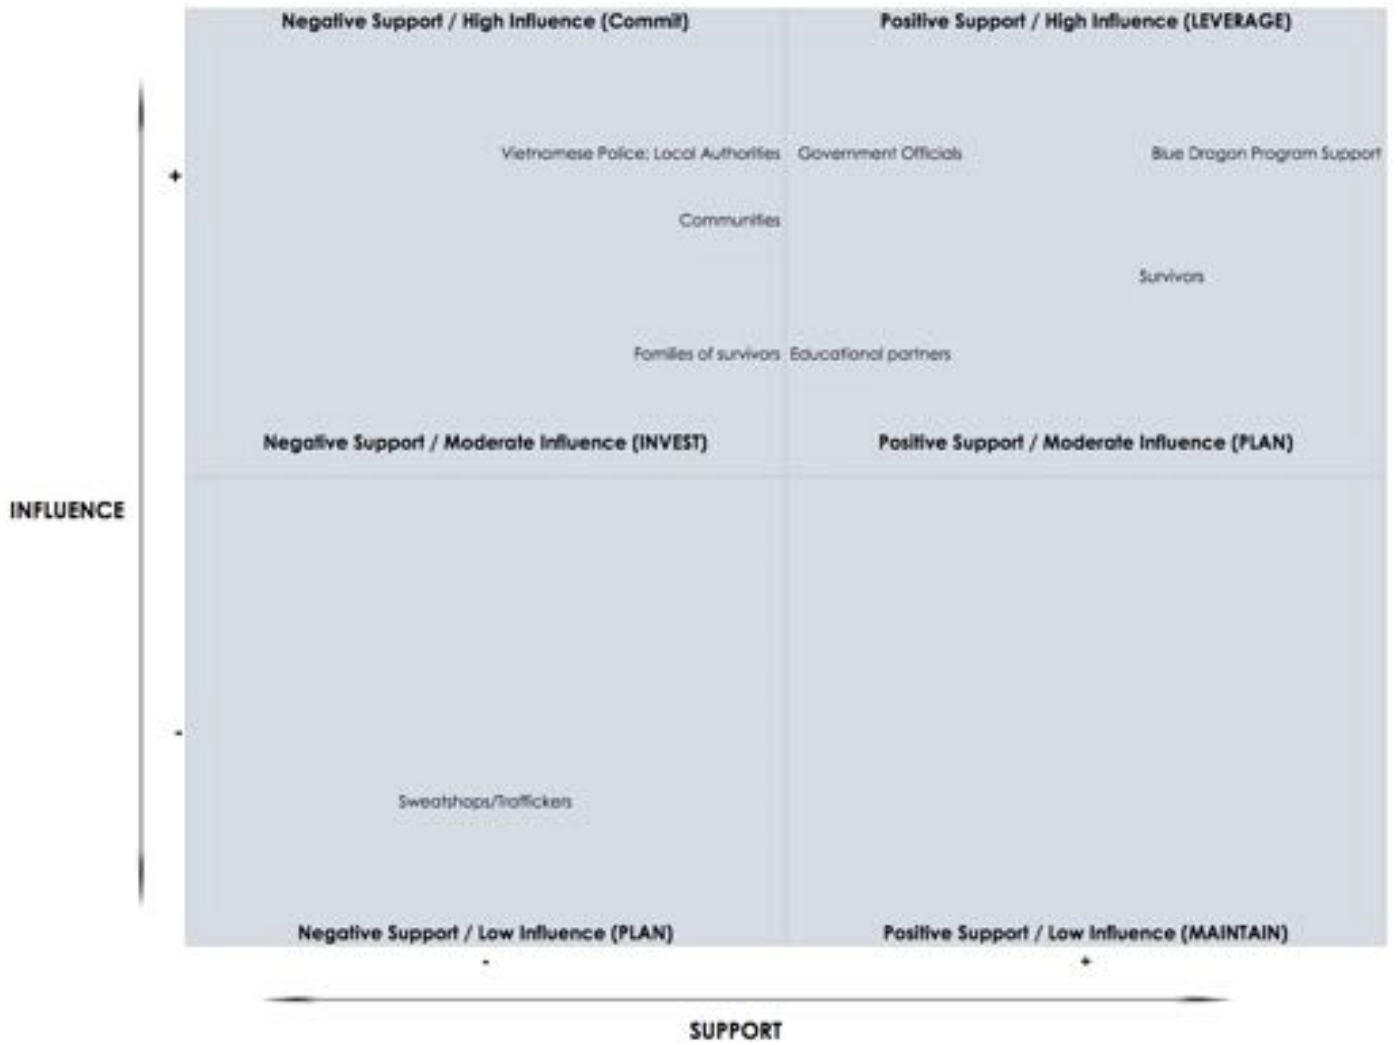 Negative Support / High Influence (Commit)
Positive Support / High Influence (LEVERAGE)
Vietnamese Police; Local Authorities
Government Officials
Blue Dragon Program Support
+
Communities
Survivors
Families of survivors
Educational partners
Negative Support / Moderate Influence (INVEST)
Positive Support / Moderate Influence (PLAN)
INFLUENCE
-
Sweatshops/Traffickers
Negative Support / Low Influence (PLAN)
Positive Support / Low Influence (MAINTAIN)
-
+
SUPPORT